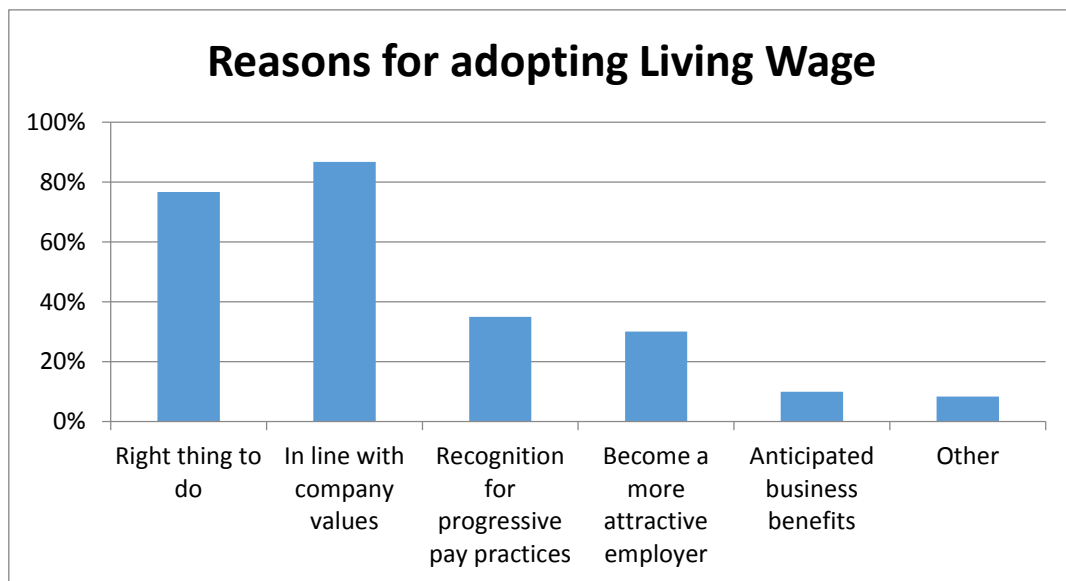 Reasons for adopting Living Wage
100%
80%
60%
40%
20%
0%
Right thing to
do
In line with
company
values
Recognition
for
progressive
pay practices
Become a
more
attractive
employer
Anticipated
business
benefits
Other